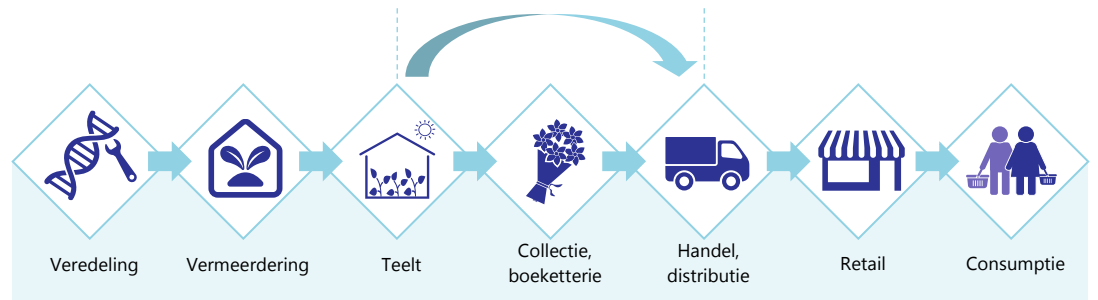 Veredeling
Vermeerdering
Teelt
Collectie,
boeketterie
Handel,
distributie
Retail
Consumptie